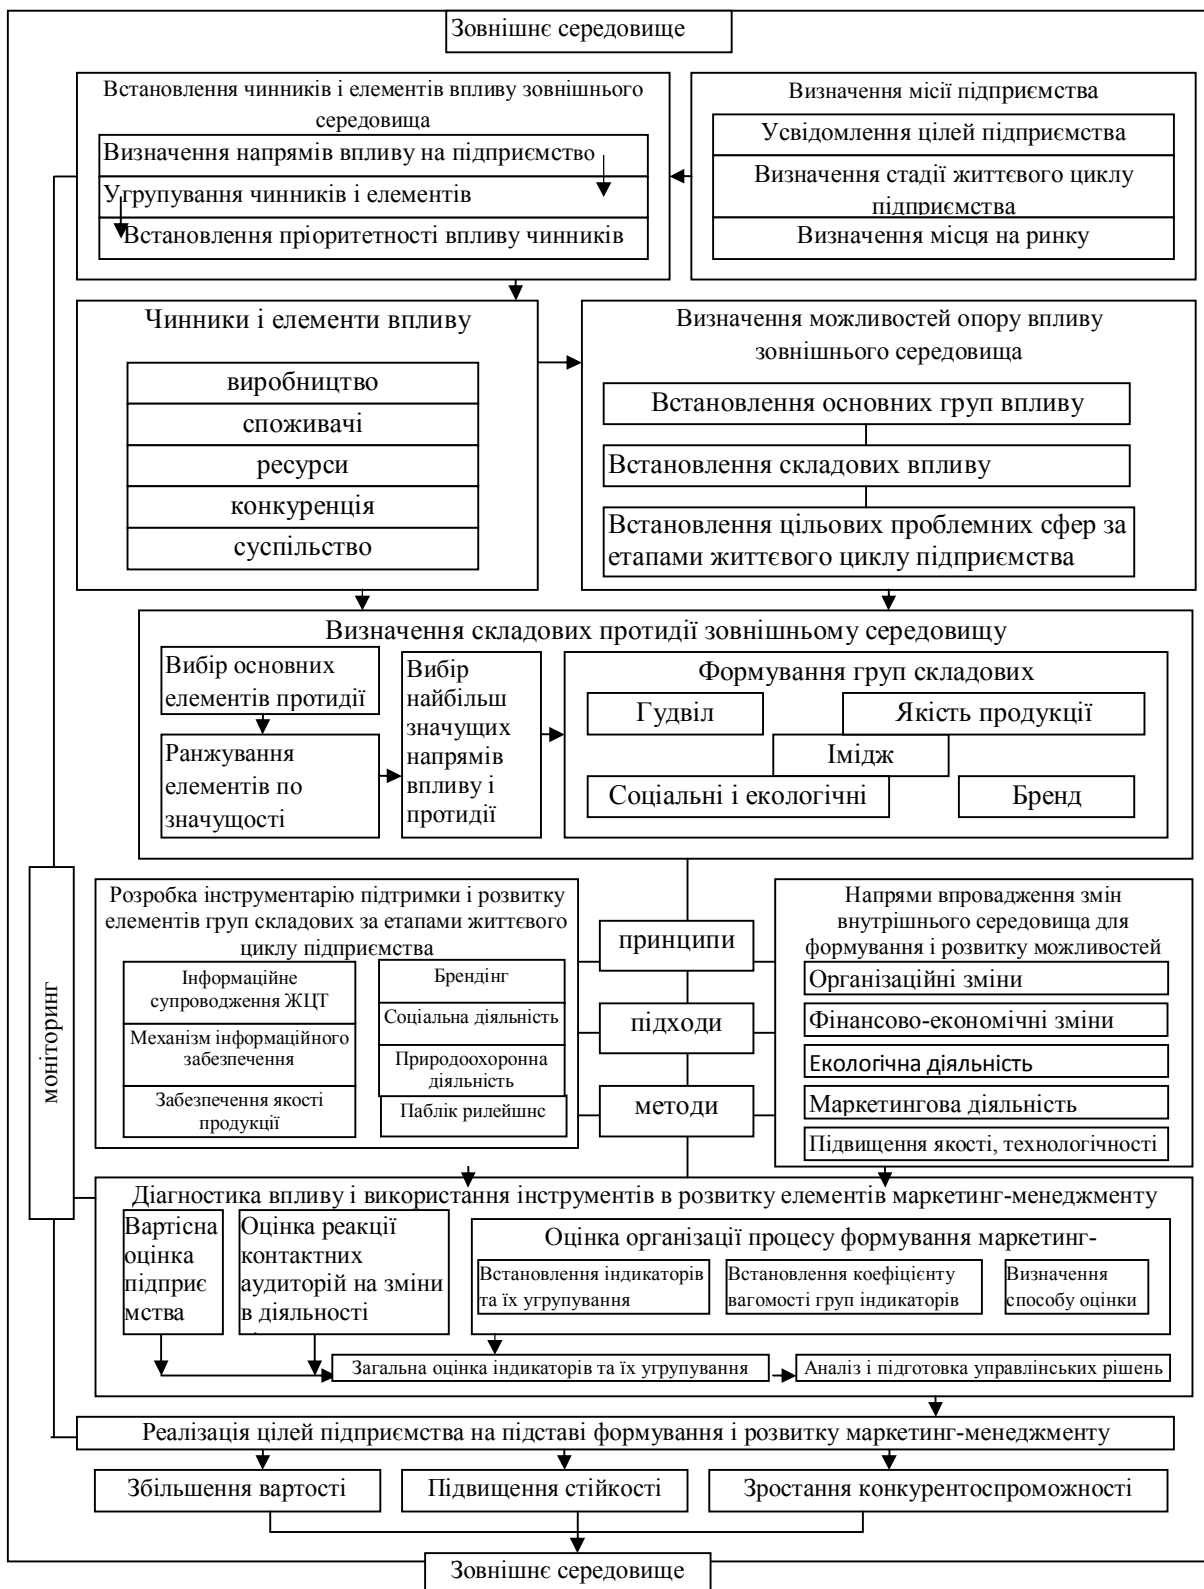 Зовнішнє середовище
Встановлення чинників і елементів впливу зовнішнього
середовища
Визначення напрямів впливу на підприємство
Угрупування чинників і елементів
Встановлення пріоритетності впливу чинників
Визначення місії підприємства
Усвідомлення цілей підприємства
Визначення стадії життєвого циклу
підприємства
Визначення місця на ринку
Чинники і елементи впливу
виробництво
споживачі
ресурси
конкуренція
суспільство
Визначення можливостей опору впливу
зовнішнього середовища
Встановлення основних груп впливу
Встановлення складових впливу
Встановлення цільових проблемних сфер за
етапами життєвого циклу підприємства
Визначення складових протидії зовнішньому середовищу
Вибір основних
елементів протидії
Ранжування
елементів по
значущості
Вибір
найбільш
значущих
напрямів
впливу і
протидії
Формування груп складових
Гудвіл
Якість продукції
Імідж
Соціальні і екологічні
Бренд
моніторинг
Розробка інструментарію підтримки і розвитку
елементів груп складових за етапами життєвого
циклу підприємства
Інформаційне
супроводження ЖЦТ
Механізм інформаційного
забезпечення
Забезпечення якості
продукції
Брендінг
Соціальна діяльність
Природоохоронна
діяльність
Паблік рилейшнс
принципи
підходи
методи
Напрями впровадження змін
внутрішнього середовища для
формування і розвитку можливостей
Організаційні зміни
Фінансово-економічні зміни
Екологічна діяльність
Маркетингова діяльність
Підвищення якості, технологічності
Діагностика впливу і використання інструментів в розвитку елементів маркетинг-менеджменту
Вартісна
оцінка
підприє
мства
Оцінка реакції
контактних
аудиторій на зміни
в діяльності
Оцінка організації процесу формування маркетинг-
Встановлення індикаторів
та їх угрупування
Встановлення коефіцієнту
вагомості груп індикаторів
Визначення
способу оцінки
Загальна оцінка індикаторів та їх угрупування
Аналіз і підготовка управлінських рішень
Реалізація цілей підприємства на підставі формування і розвитку маркетинг-менеджменту
Збільшення вартості
Підвищення стійкості
Зростання конкурентоспроможності
Зовнішнє середовище